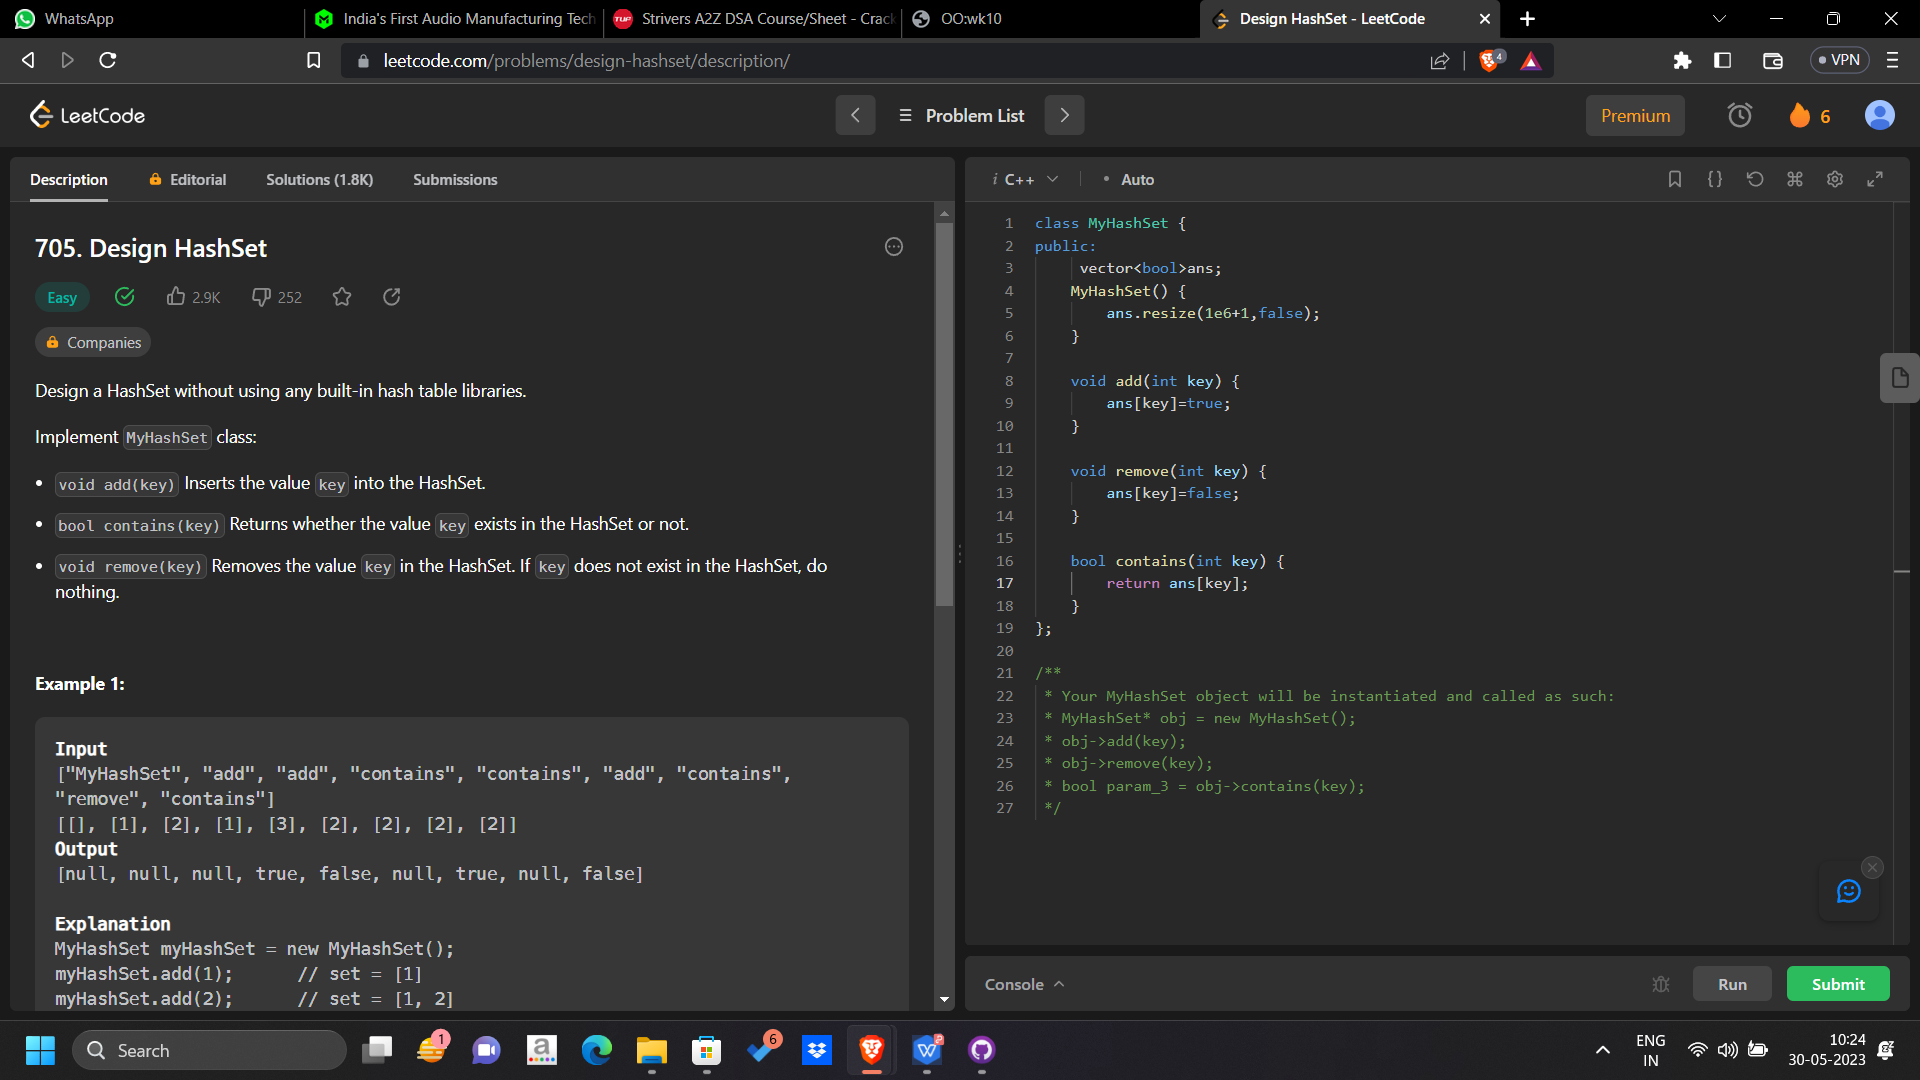 WhatsApp
India's First Audio Manufacturing Tech
Strivers A2Z DSA Course/Sheet - Crack
OO:wk10
Design HashSet - LeetCode
leetcode.com/problems/design-hashset/description/
4
VPN
LeetCode
Problem List
Premium
6
Description
Editorial
Solutions (1.8K)
Submissions
705. Design HashSet
Easy
2.9K
252
Companies
Design a HashSet without using any built-in hash table libraries.
Implement MyHashSet class:
• void add(key) Inserts the value key into the HashSet.
• bool contains(key) Returns whether the value key exists in the HashSet or not.
• void remove(key) Removes the value key in the HashSet. If key does not exist in the HashSet, do
nothing.
Example 1:
Input
["MyHashSet", "add", "add", "contains", "contains", "add", "contains",
"remove", "contains"]
[[], [1], [2], [1], [3], [2], [2], [2], [2]]
Output
[null, null, null, true, false, null, true, null, false]
Explanation
MyHashSet myHashSet = new MyHashSet();
myHashSet.add(1);      // set = [1]
myHashSet.add(2);      // set = [1, 2]
i C++
• Auto
1 class MyHashSet {
2 public:
3     vector<bool>ans;
4    MyHashSet() {
5        ans.resize(1e6+1,false);
6    }
7
8    void add(int key) {
9        ans[key]=true;
10    }
11
12    void remove(int key) {
13        ans[key]=false;
14    }
15
16    bool contains(int key) {
17        return ans[key];
18    }
19 };
20
21 /**
22  * Your MyHashSet object will be instantiated and called as such:
23  * MyHashSet* obj = new MyHashSet();
24  * obj->add(key);
25  * obj->remove(key);
26  * bool param_3 = obj->contains(key);
27  */
Console
Run
Submit
Search
1
a
6
W
ENG
IN
10:24
30-05-2023